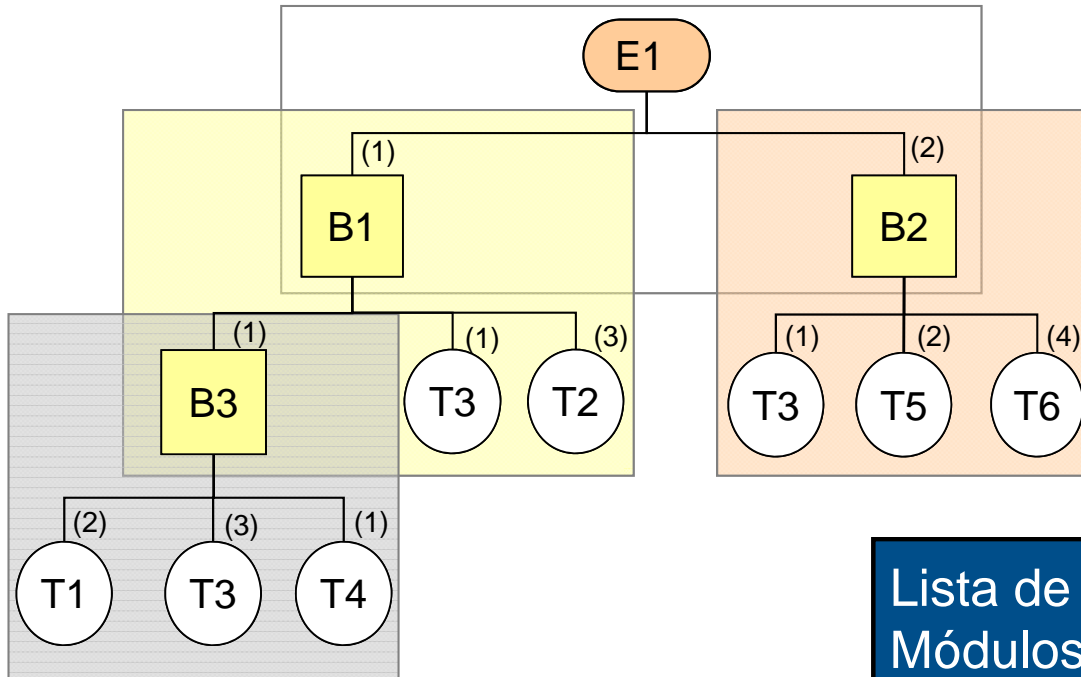 E1
(1)
(2)
B1
B2
(1)
(1)
(3)
(1)
(2)
(4)
B3
T3
T2
T3
T5
T6
(2)
(3)
(1)
T1
T3
T4
Lista de
Módulos